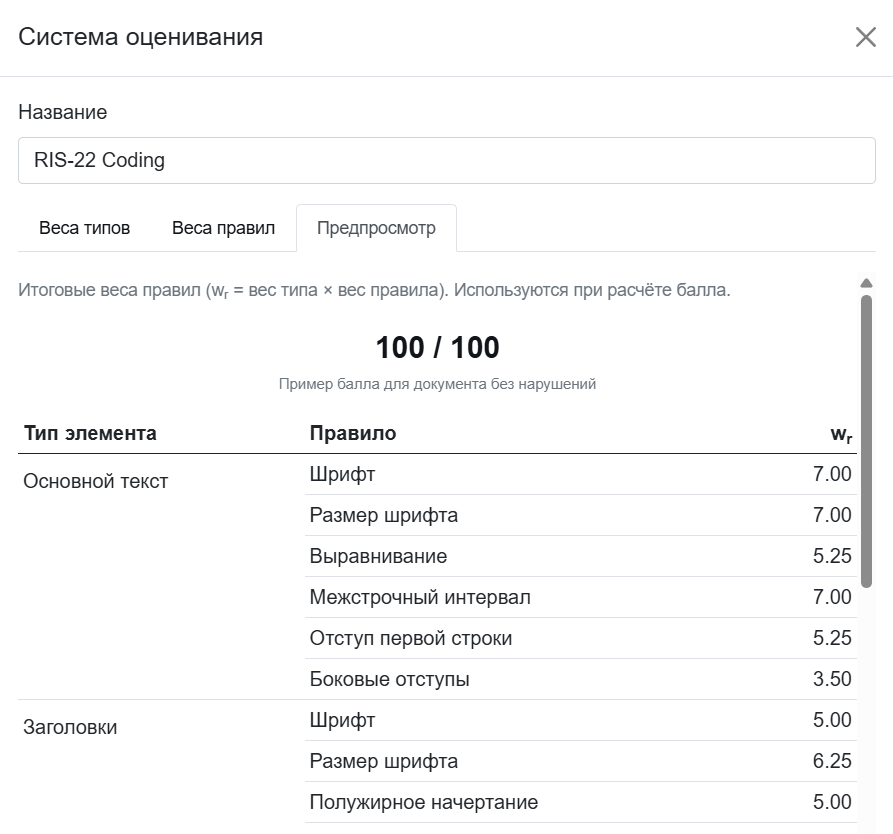 Система оценивания
Название
RIS-22 Coding
Веса типов Веса правил Предпросмотр
Итоговые веса правил (wr = вес типа × вес правила). Используются при расчёте балла.
100 / 100
Пример балла для документа без нарушений
Тип элемента Правило wr
Основной текст Шрифт 7.00
Размер шрифта 7.00
Выравнивание 5.25
Межстрочный интервал 7.00
Отступ первой строки 5.25
Боковые отступы 3.50
Заголовки Шрифт 5.00
Размер шрифта 6.25
Полужирное начертание 5.00